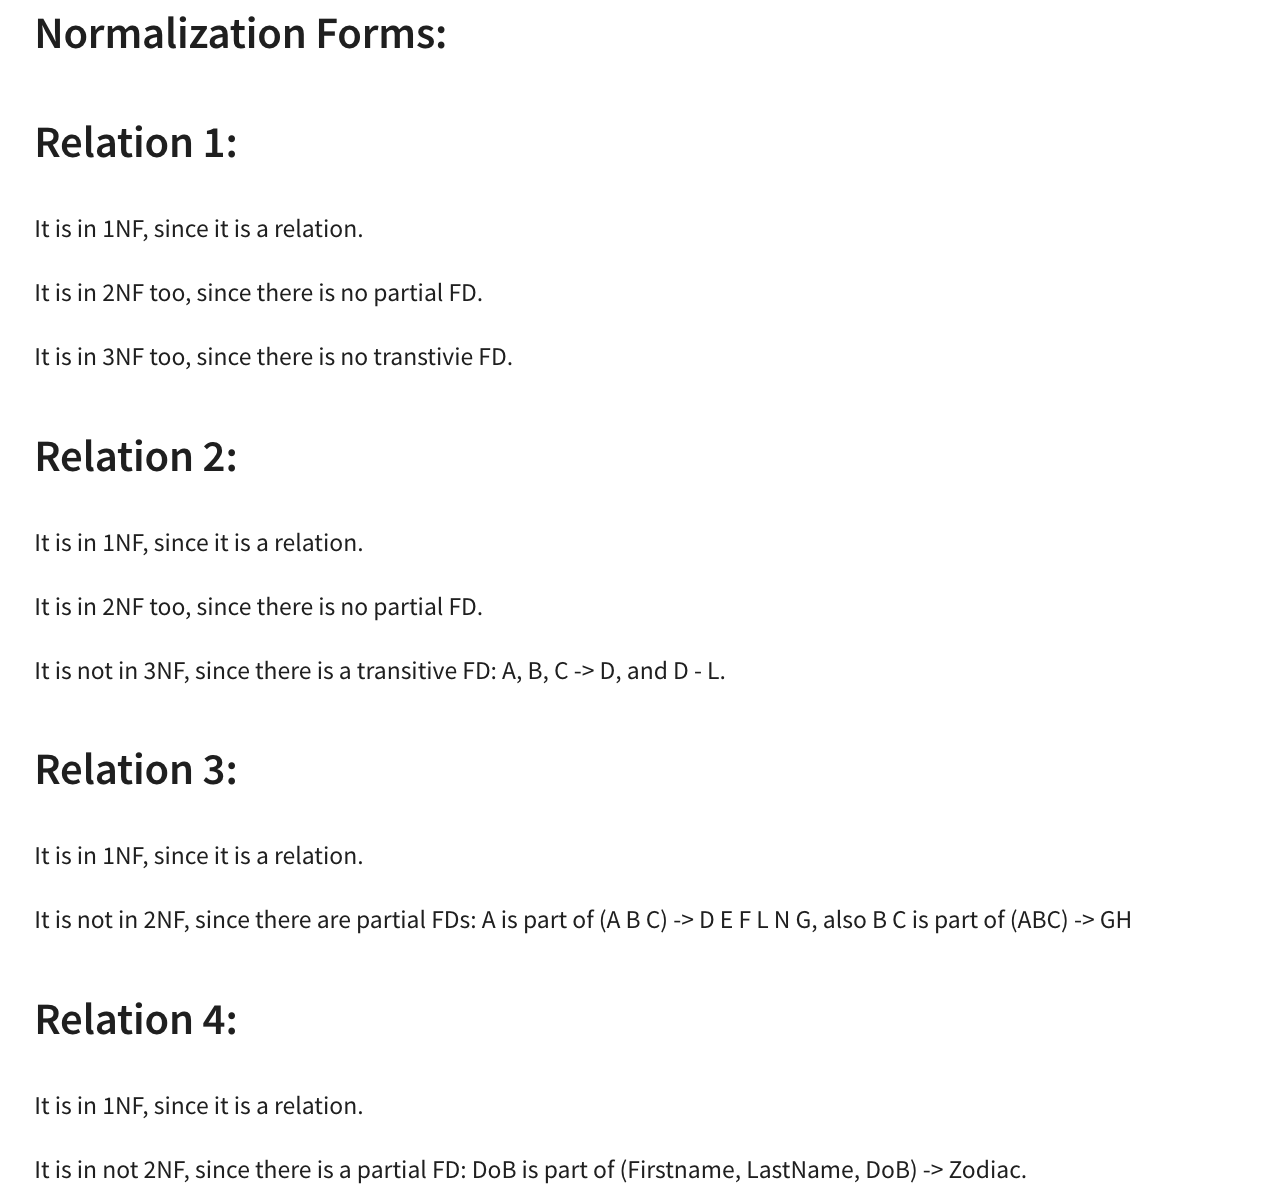 Normalization Forms:
Relation 1:
It is in 1NF, since it is a relation.
It is in 2NF too, since there is no partial FD.
It is in 3NF too, since there is no transtivie FD.
Relation 2:
It is in 1NF, since it is a relation.
It is in 2NF too, since there is no partial FD.
It is not in 3NF, since there is a transitive FD: A, B, C -> D, and D - L.
Relation 3:
It is in 1NF, since it is a relation.
It is not in 2NF, since there are partial FDs: A is part of (A B C) -> D E F L N G, also B C is part of (ABC) -> GH
Relation 4:
It is in 1NF, since it is a relation.
It is in not 2NF, since there is a partial FD: DoB is part of (Firstname, LastName, DoB) -> Zodiac.